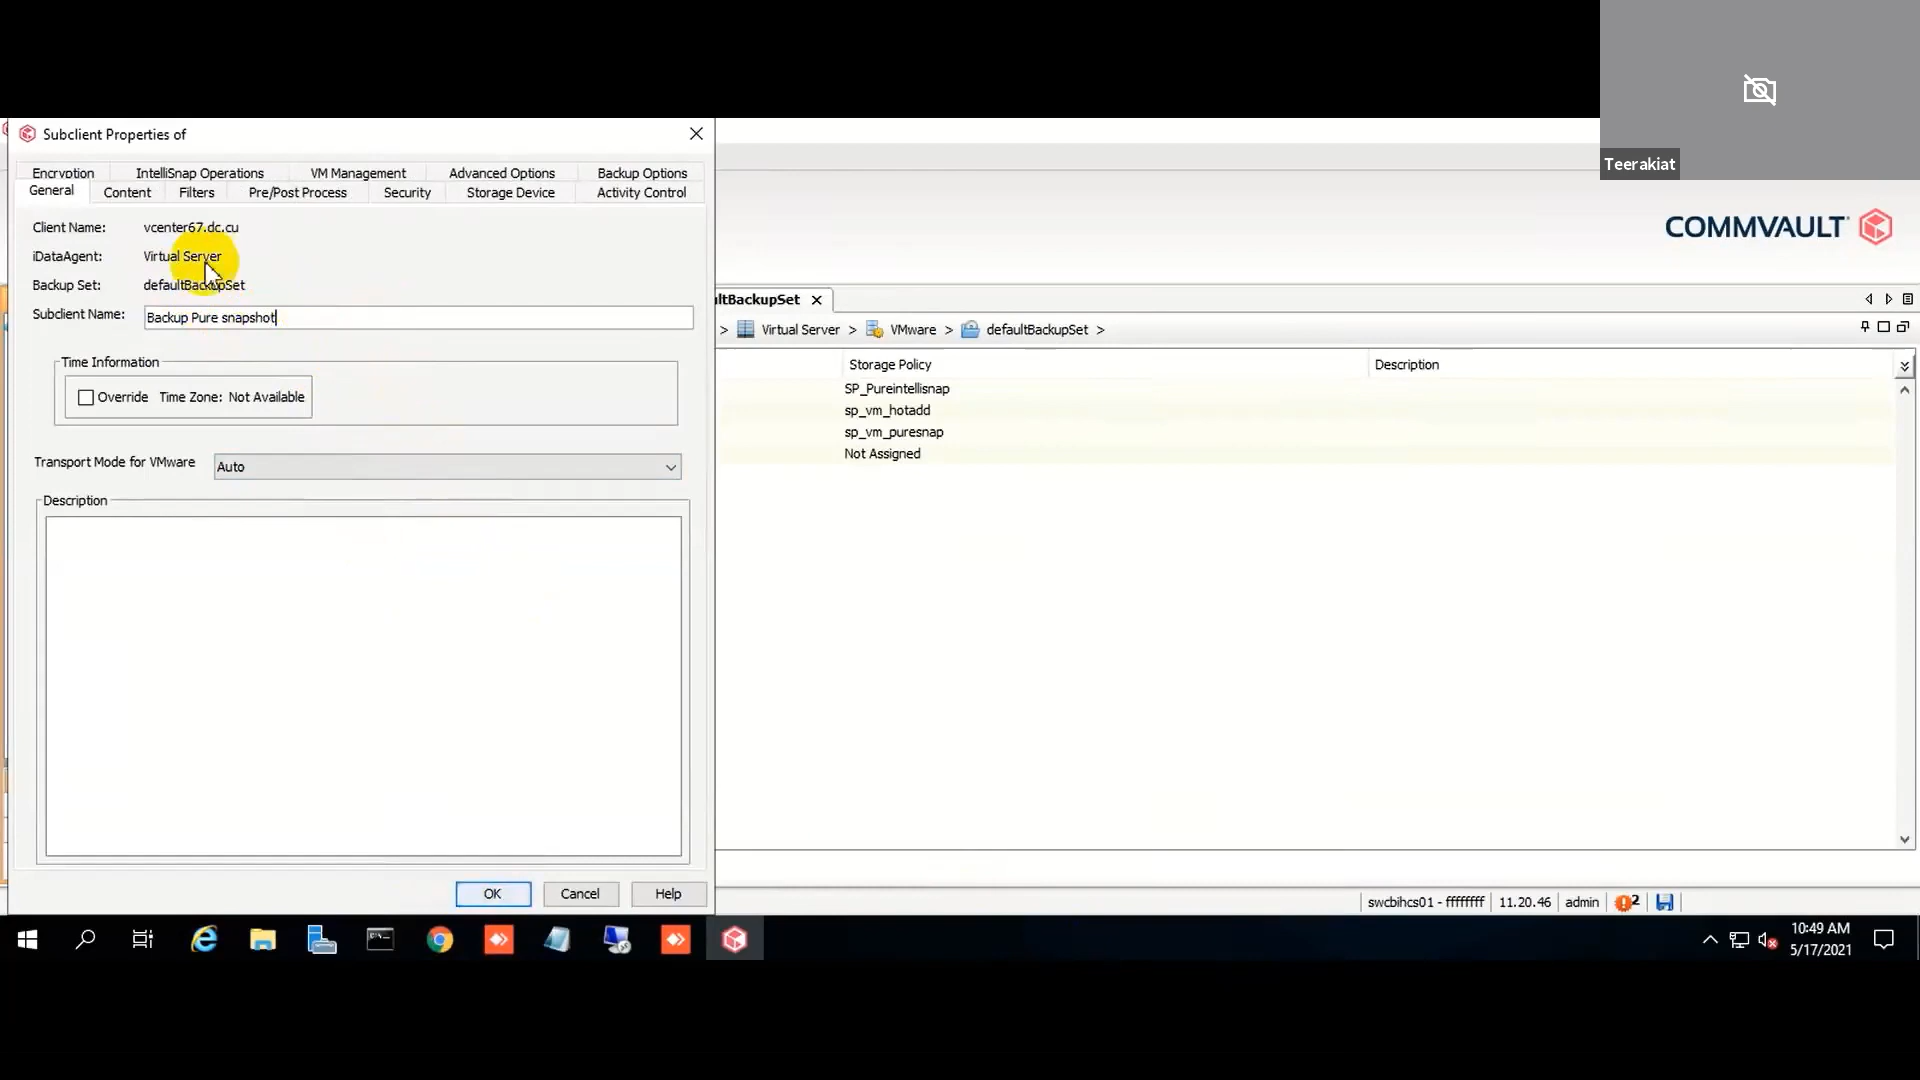 Teerakiat
Subclient Properties of
Encryption IntelliSnap Operations VM Management Advanced Options Backup Options
General Content Filters Pre/Post Process Security Storage Device Activity Control
Client Name: vcenter67.dc.cu
iDataAgent: Virtual Server
Backup Set: defaultBackupSet
Subclient Name: Backup Pure snapshot
Time Information
Override Time Zone: Not Available
Transport Mode for VMware Auto
Description
OK Cancel Help
COMMVAULT
ltBackupSet
> Virtual Server > VMware > defaultBackupSet >
Storage Policy Description
SP_Pureintellisnap
sp_vm_hotadd
sp_vm_puresnap
Not Assigned
swcbihcs01 - ffffffff 11.20.46 admin 2
10:49 AM
5/17/2021